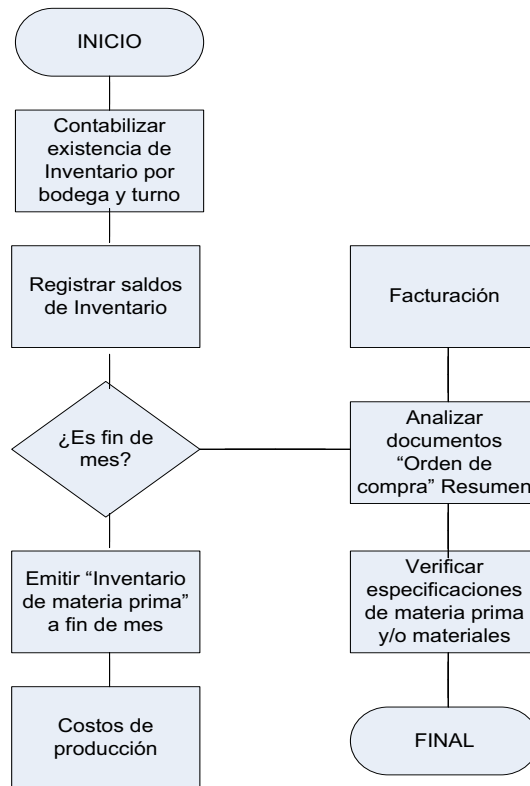 INICIO
Contabilizar
existencia de
Inventario por
bodega y turno
Registrar saldos
de Inventario
¿Es fin de
mes?
Emitir “Inventario
de materia prima”
a fin de mes
Costos de
producción
Facturación
Analizar
documentos
“Orden de
compra” Resumen
Verificar
especificaciones
de materia prima
y/o materiales
FINAL